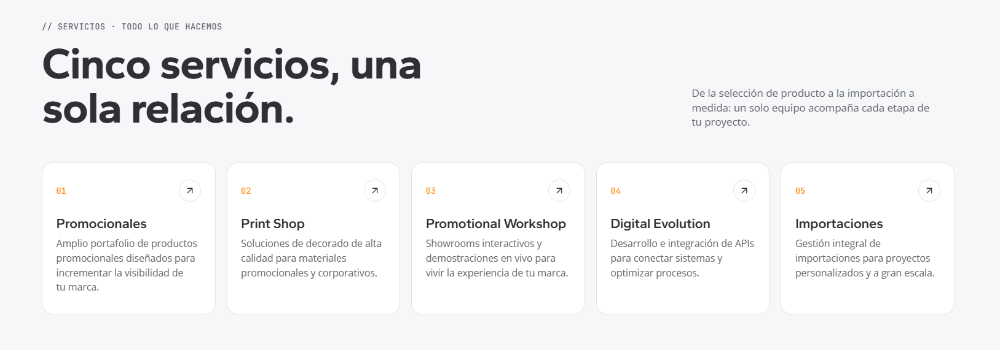 // SERVICIOS · TODO LO QUE HACEMOS
Cinco servicios, una
sola relación.
De la selección de producto a la importación a
medida: un solo equipo acompaña cada etapa de
tu proyecto.
01
Promocionales
Amplio portafolio de productos
promocionales diseñados para
incrementar la visibilidad de
tu marca.
02
Print Shop
Soluciones de decorado de alta
calidad para materiales
promocionales y corporativos.
03
Promotional Workshop
Showrooms interactivos y
demostraciones en vivo para
vivir la experiencia de tu marca.
04
Digital Evolution
Desarrollo e integración de APIs
para conectar sistemas y
optimizar procesos.
05
Importaciones
Gestión integral de
importaciones para proyectos
personalizados y a gran escala.